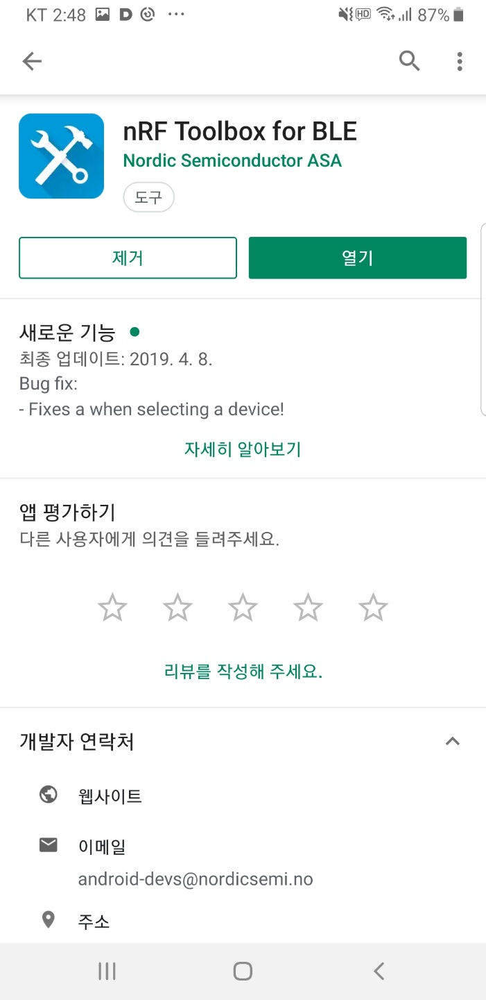 KT 2:48 D HD 87%
nRF Toolbox for BLE
Nordic Semiconductor ASA
도구
제거 열기
새로운 기능
최종 업데이트: 2019. 4. 8.
Bug fix:
- Fixes a when selecting a device!
자세히 알아보기
앱 평가하기
다른 사용자에게 의견을 들려주세요.
리뷰를 작성해 주세요.
개발자 연락처
웹사이트
이메일
android-devs@nordicsemi.no
주소